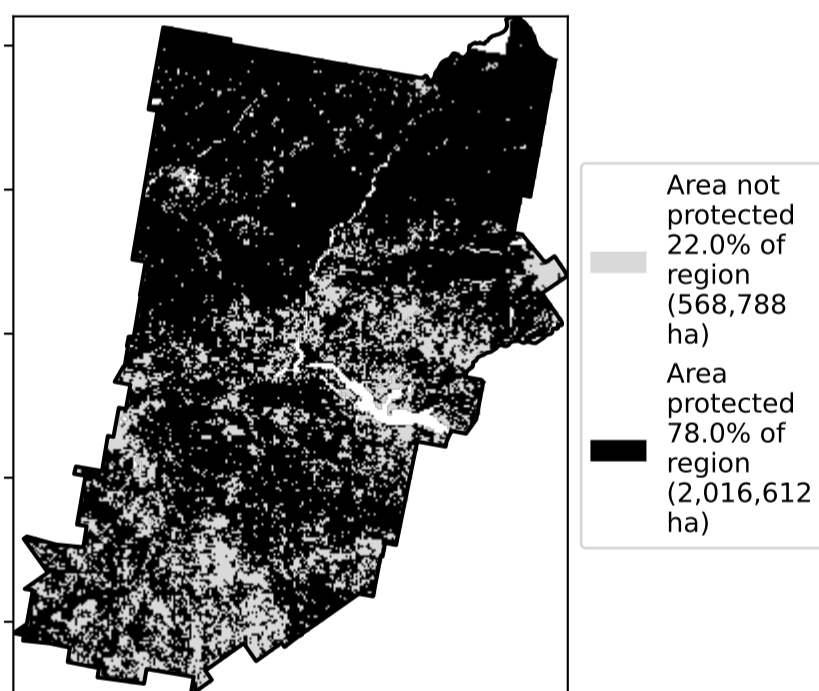 Area not
protected
22.0% of
region
(568,788
ha)
Area
protected
78.0% of
region
(2,016,612
ha)